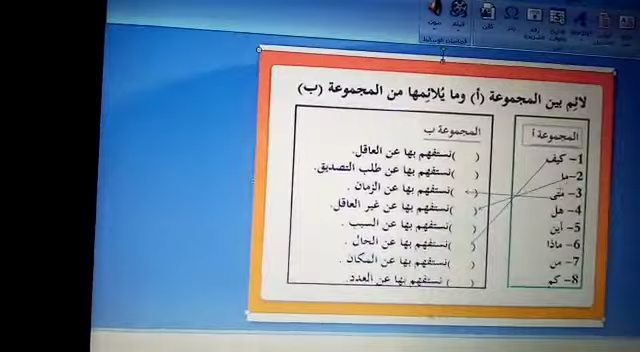 لائم بين المجموعة (أ) وما يُلائمها من المجموعة (ب)
المجموعة أ
1- كيف
2- ما
3- متى
4- هل
5- أين
6- ماذا
7- من
8- كم
المجموعة ب
( )نستفهم بها عن العاقل.
( )نستفهم بها عن طلب التصديق.
( )نستفهم بها عن الزمان .
( )نستفهم بها عن غير العاقل.
( )نستفهم بها عن السبب .
( )نستفهم بها عن الحال .
( )نستفهم بها عن المكان .
( )نستفهم بها عن العدد.